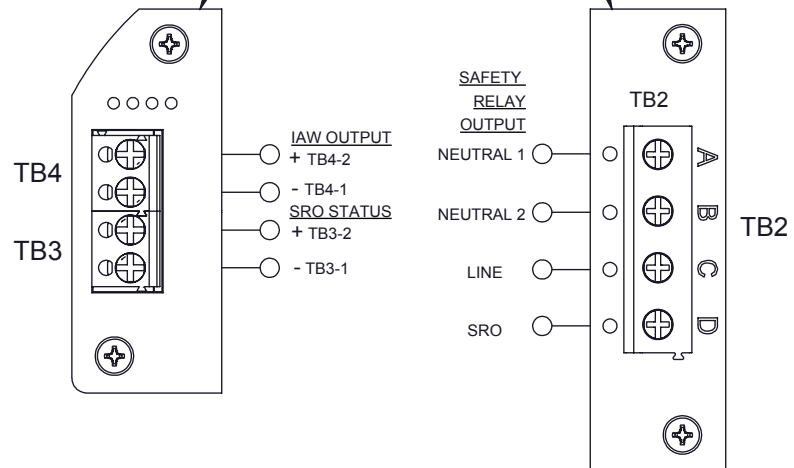 TB4
TB3
IAW OUTPUT
+ TB4-2
- TB4-1
SRO STATUS
+ TB3-2
- TB3-1
SAFETY
RELAY
OUTPUT
NEUTRAL 1
NEUTRAL 2
LINE
SRO
TB2
A
B
C
D
TB2